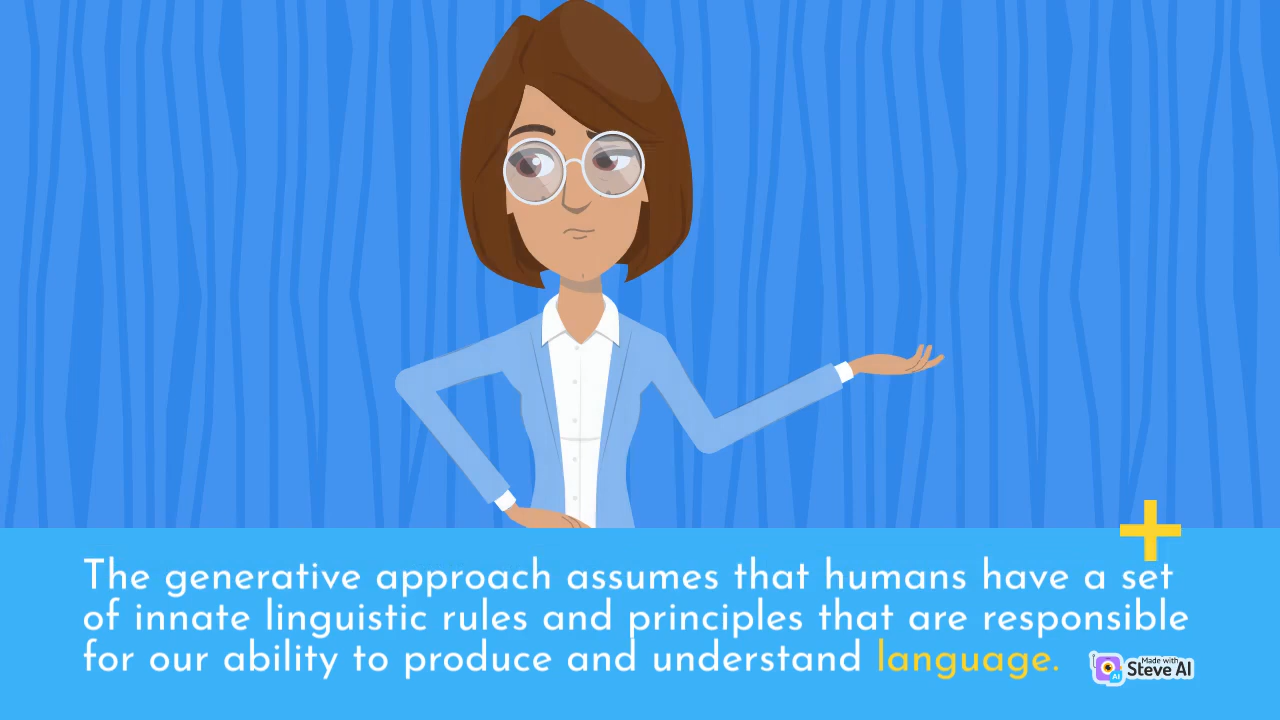 The generative approach assumes that humans have a set
of innate linguistic rules and principles that are responsible
for our ability to produce and understand language.
Made with
Steve AI
AI